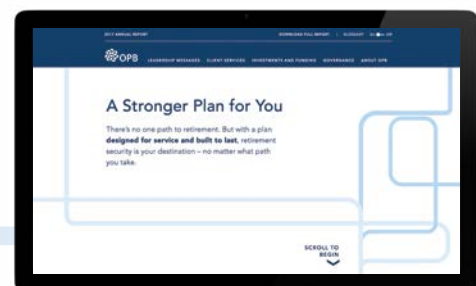 2017 ANNUAL REPORT
DOWNLOAD FULL REPORT | GLOSSARY
OPB LEADERSHIP MESSAGES CLIENT SERVICES INVESTMENTS AND FUNDING GOVERNANCE ABOUT OPB
A Stronger Plan for You
There's no one path to retirement. But with a plan
designed for service and built to last, retirement
security is your destination – no matter what path
you take.
SCROLL TO
BEGIN